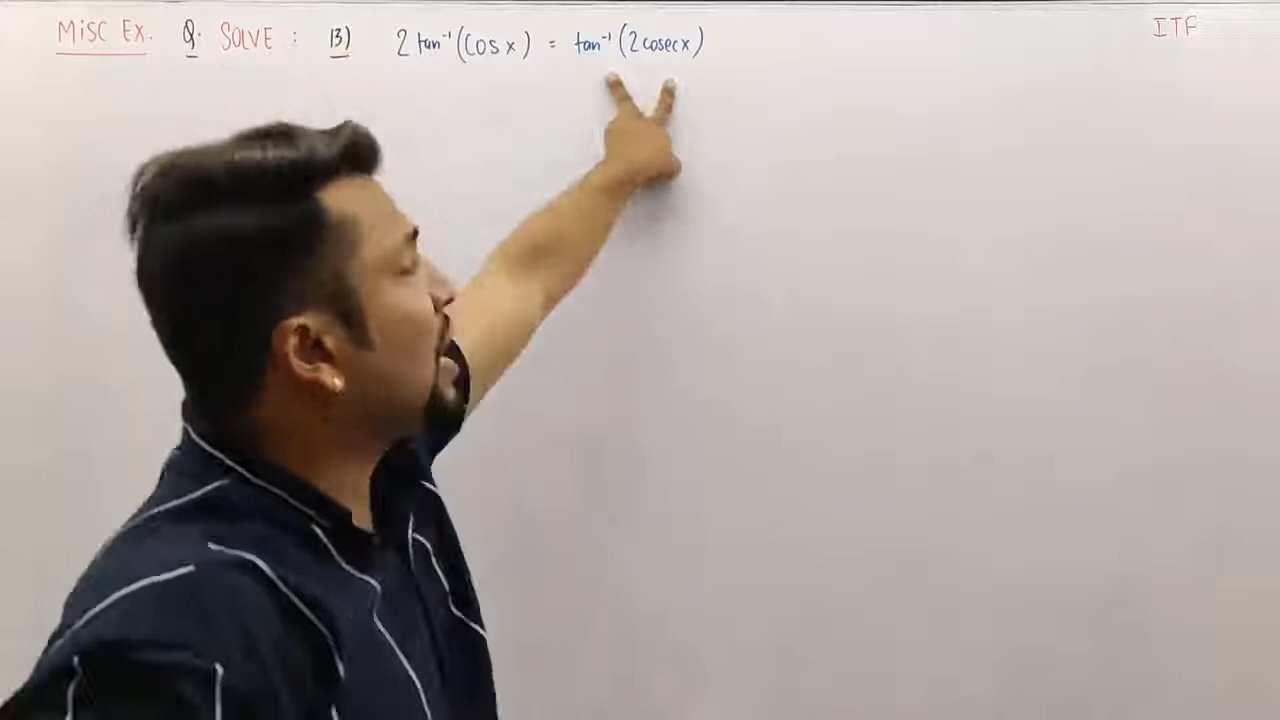 MISC EX. Q. SOLVE : 13) 2 tan⁻¹(cos x) = tan⁻¹(2 cosec x)
ITF